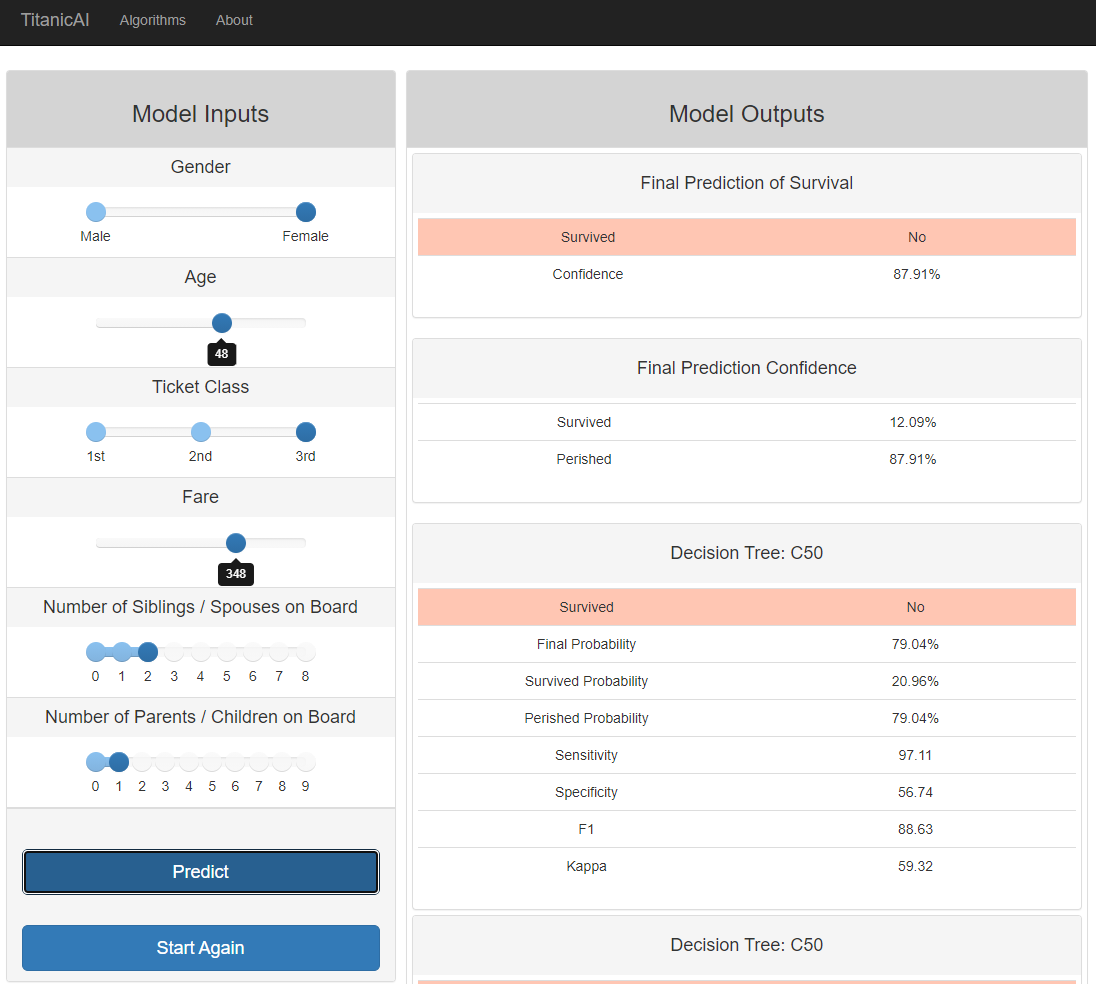 TitanicAI Algorithms About
Model Inputs
Gender
Male Female
Age
48
Ticket Class
1st 2nd 3rd
Fare
348
Number of Siblings / Spouses on Board
0 1 2 3 4 5 6 7 8
Number of Parents / Children on Board
0 1 2 3 4 5 6 7 8 9
Predict
Start Again
Model Outputs
Final Prediction of Survival
Survived No
Confidence 87.91%
Final Prediction Confidence
Survived 12.09%
Perished 87.91%
Decision Tree: C50
Survived No
Final Probability 79.04%
Survived Probability 20.96%
Perished Probability 79.04%
Sensitivity 97.11
Specificity 56.74
F1 88.63
Kappa 59.32
Decision Tree: C50